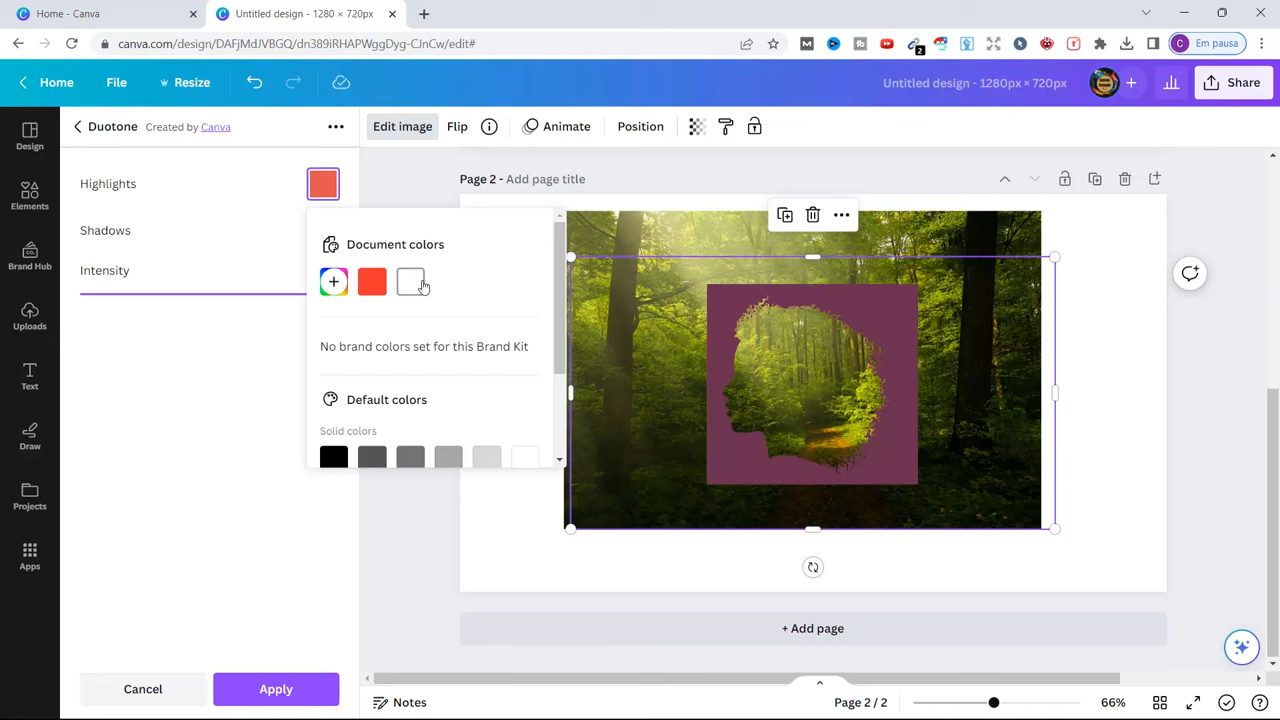 Home - Canva
Untitled design - 1280 × 720px
canva.com/design/DAFjMdJVBGQ/dn389iRHAPWggDyg-CJnCw/edit#
2
C
Em pausa
Home
File
Resize
Untitled design - 1280px × 720px
Share
Duotone
Created by Canva
Edit image
Flip
Animate
Position
Design
Elements
Brand Hub
Uploads
Text
Draw
Projects
Apps
Highlights
Shadows
Intensity
Document colors
No brand colors set for this Brand Kit
Default colors
Solid colors
Page 2 - Add page title
+ Add page
Cancel
Apply
Notes
Page 2 / 2
66%